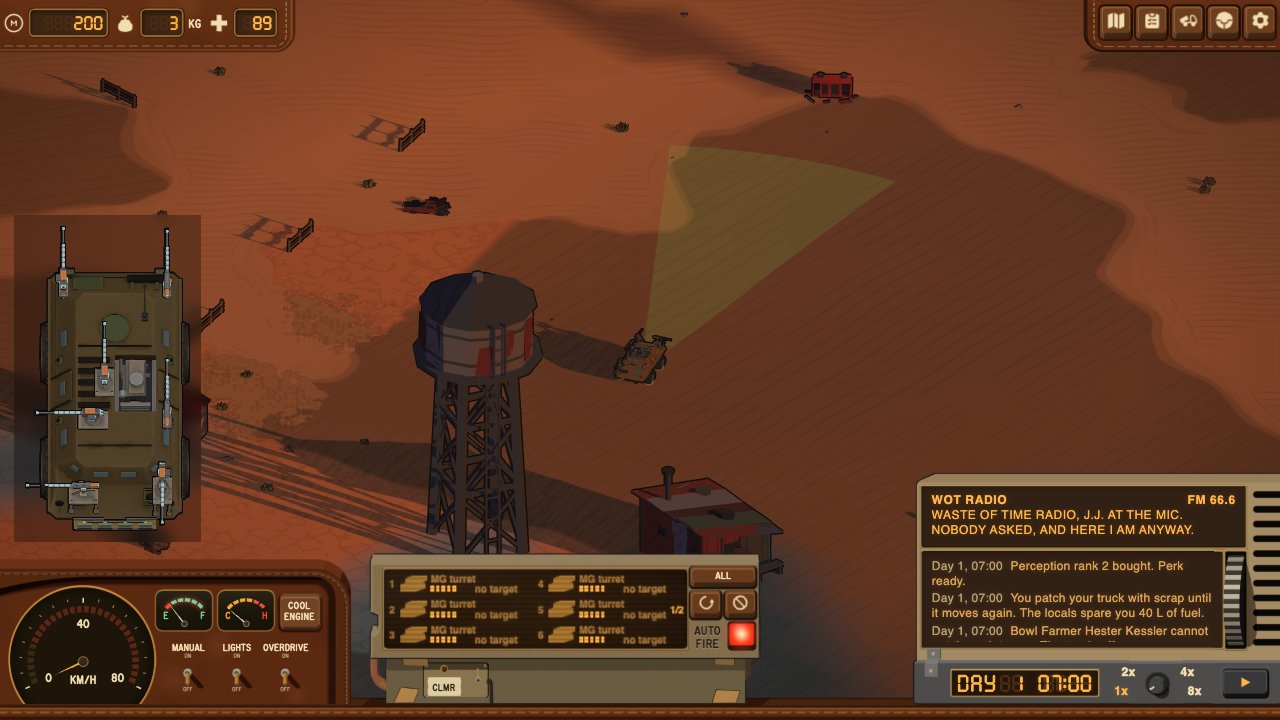 M 200 3 KG 89
WOT RADIO FM 66.6
WASTE OF TIME RADIO, J.J. AT THE MIC.
NOBODY ASKED, AND HERE I AM ANYWAY.
Day 1, 07:00 Perception rank 2 bought. Perk
ready.
Day 1, 07:00 You patch your truck with scrap until
it moves again. The locals spare you 40 L of fuel.
Day 1, 07:00 Bowl Farmer Hester Kessler cannot
DAY 1 07:00
2x 4x
1x 8x
1 MG turret no target
2 MG turret no target
3 MG turret no target
4 MG turret no target
5 MG turret no target
6 MG turret no target
1/2
ALL
AUTO
FIRE
CLMR
E F
C H
COOL
ENGINE
MANUAL LIGHTS OVERDRIVE
ON ON ON
OFF OFF OFF
40
0 KM/H 80